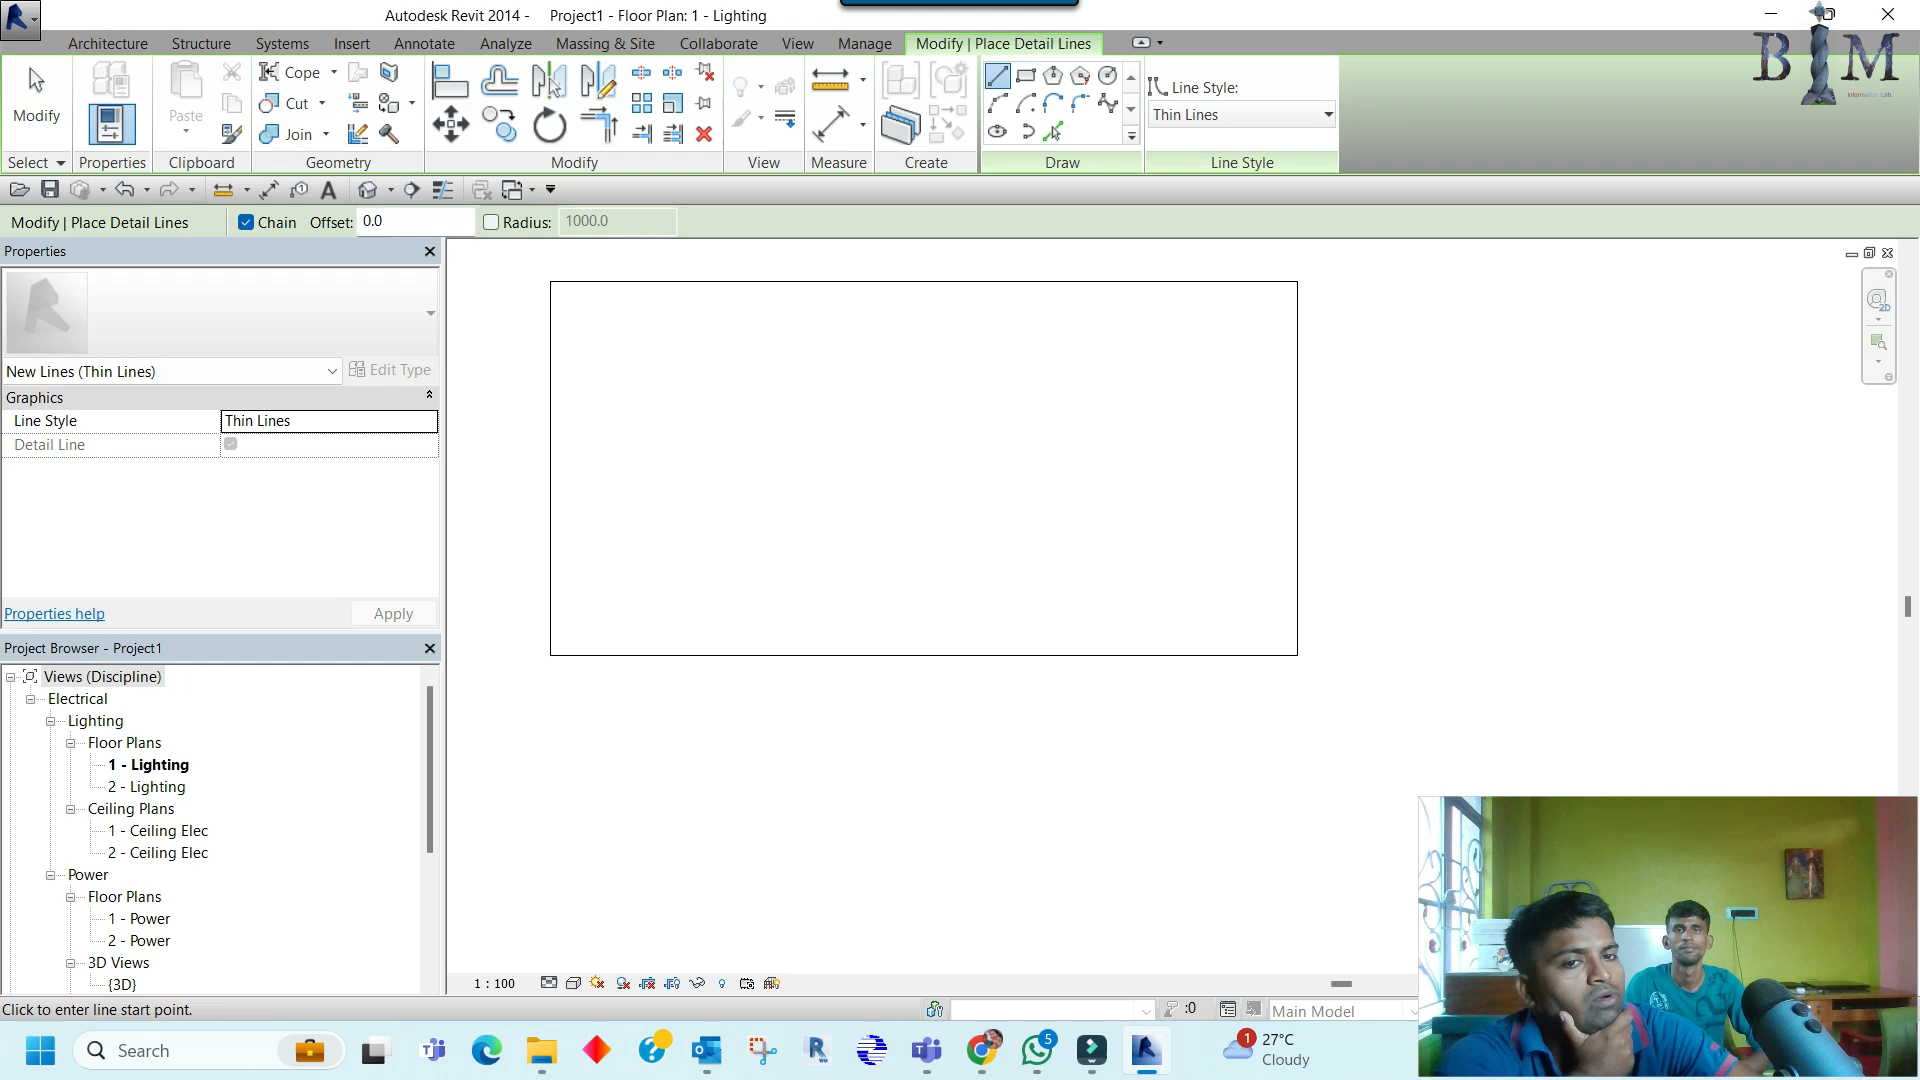 Autodesk Revit 2014 - Project1 - Floor Plan: 1 - Lighting
Architecture Structure Systems Insert Annotate Analyze Massing & Site Collaborate View Manage Modify | Place Detail Lines
BIM
Information Lab.
Modify
Paste
Cope
Cut
Join
Line Style:
Thin Lines
Select Properties Clipboard Geometry Modify View Measure Create Draw Line Style
Modify | Place Detail Lines Chain Offset: 0.0 Radius: 1000.0
Properties
New Lines (Thin Lines) Edit Type
Graphics
Line Style Thin Lines
Detail Line
Properties help Apply
Project Browser - Project1
Views (Discipline)
Electrical
Lighting
Floor Plans
1 - Lighting
2 - Lighting
Ceiling Plans
1 - Ceiling Elec
2 - Ceiling Elec
Power
Floor Plans
1 - Power
2 - Power
3D Views
{3D}
2D
1 : 100
Click to enter line start point. :0 Main Model
Search
5
1
27°C
Cloudy